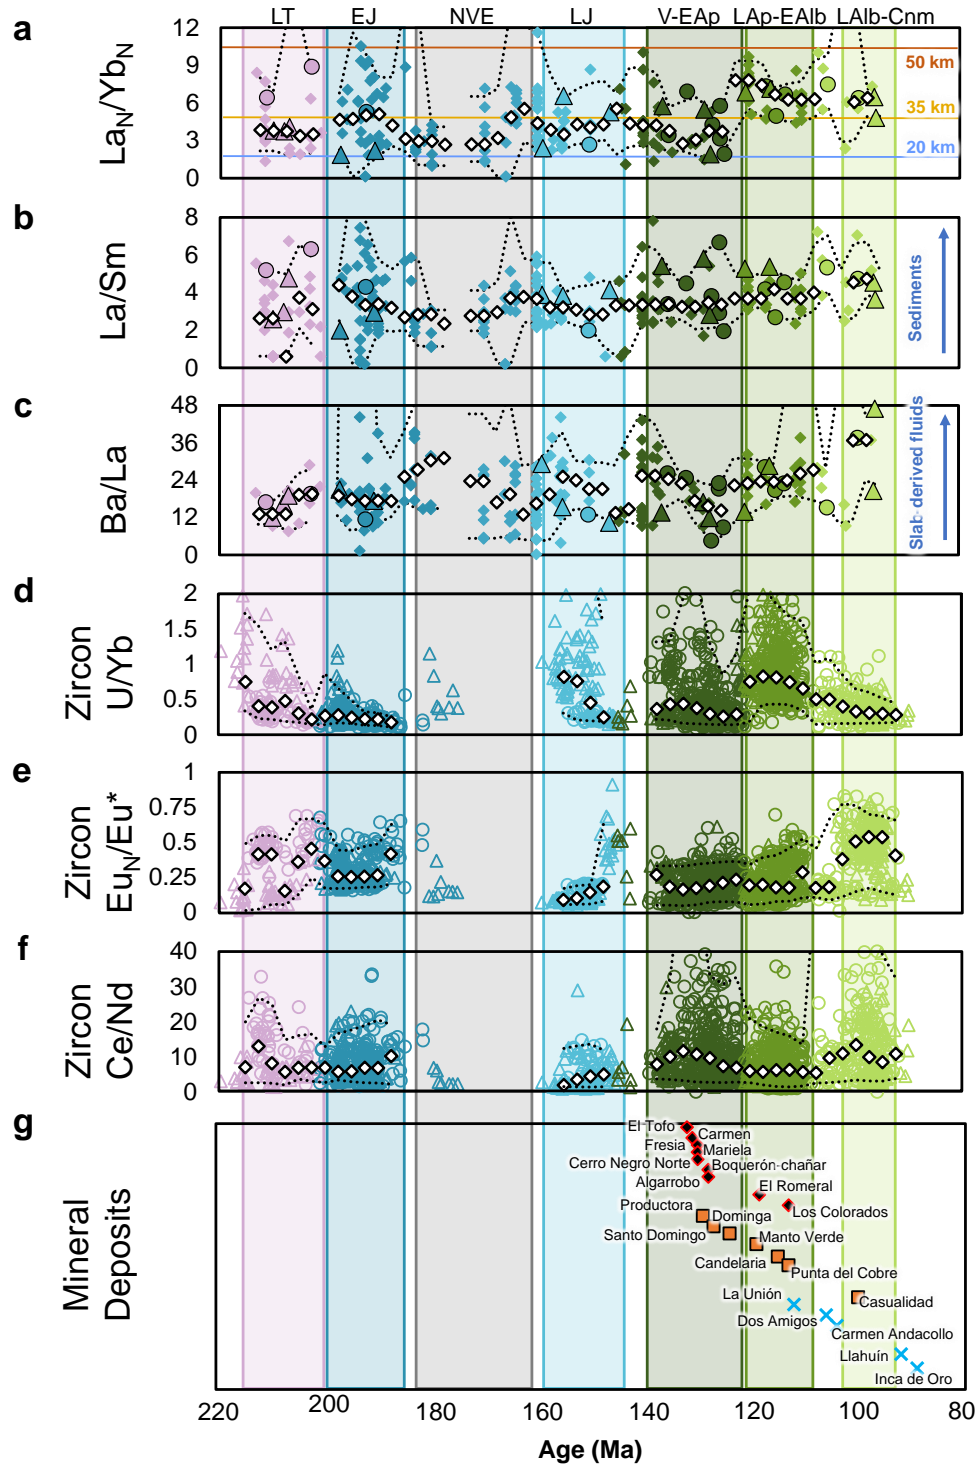 LT EJ NVE LJ V-EAp LAp-EAlb LAlb-Cnm
a
La_N/Yb_N
12
9
6
3
0
50 km
35 km
20 km
b
La/Sm
8
6
4
2
0
Sediments
c
Ba/La
48
36
24
12
0
Slab-derived fluids
d
Zircon
U/Yb
2
1.5
1
0.5
0
e
Zircon
Eu_N/Eu*
1
0.75
0.5
0.25
0
f
Zircon
Ce/Nd
40
30
20
10
0
g
Mineral
Deposits
El Tofo
Carmen
Fresia
Mariela
Cerro Negro Norte
Boquerón-chañar
Algarrobo
El Romeral
Los Colorados
Productora
Dominga
Santo Domingo
Manto Verde
Candelaria
Punta del Cobre
La Unión
Casualidad
Dos Amigos
Carmen Andacollo
Llahuín
Inca de Oro
220 200 180 160 140 120 100 80
Age (Ma)